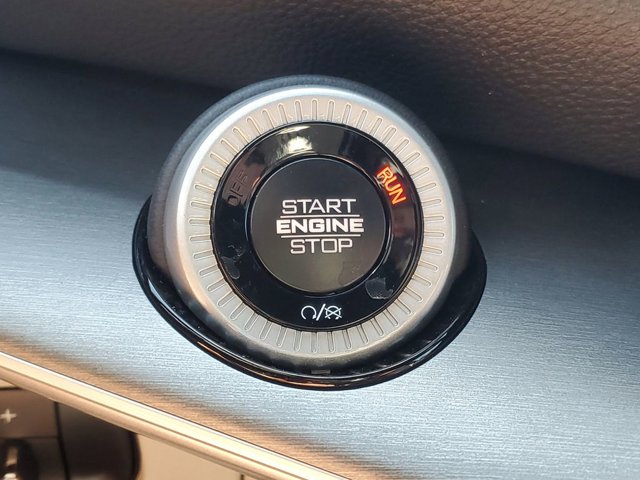 OFF
RUN
START
ENGINE
STOP
+